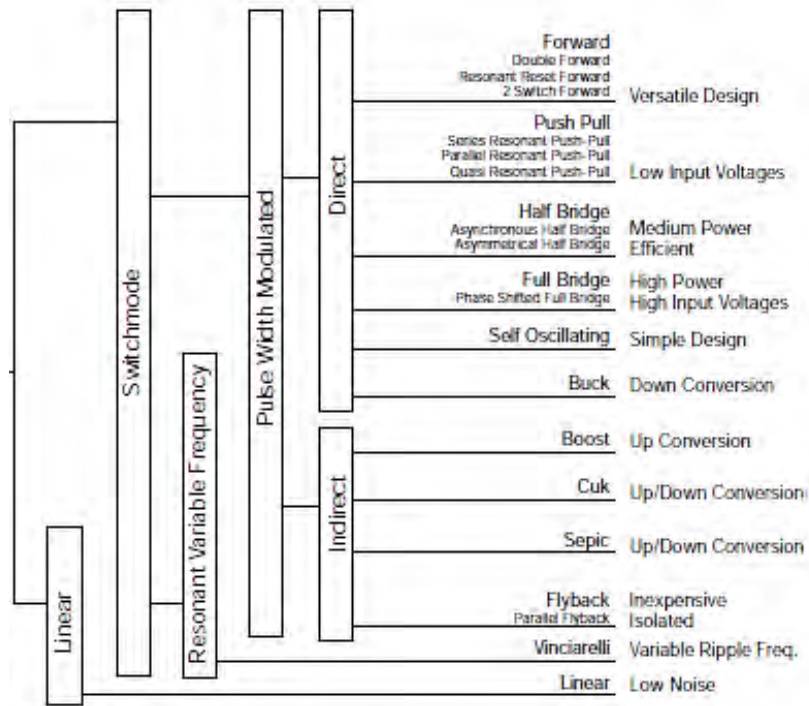 Linear
Switchmode
Resonant Variable Frequency
Pulse Width Modulated
Direct
Indirect
Forward
Double Forward
Resonant Reset Forward
2 Switch Forward
Versatile Design
Push Pull
Series Resonant Push-Pull
Parallel Resonant Push-Pull
Quasi Resonant Push-Pull
Low Input Voltages
Half Bridge
Asynchronous Half Bridge
Asymmetrical Half Bridge
Medium Power
Efficient
Full Bridge
Phase Shifted Full Bridge
High Power
High Input Voltages
Self Oscillating
Simple Design
Buck
Down Conversion
Boost
Up Conversion
Cuk
Up/Down Conversion
Sepic
Up/Down Conversion
Flyback
Parallel Flyback
Inexpensive
Isolated
Vinciarelli
Variable Ripple Freq.
Linear
Low Noise